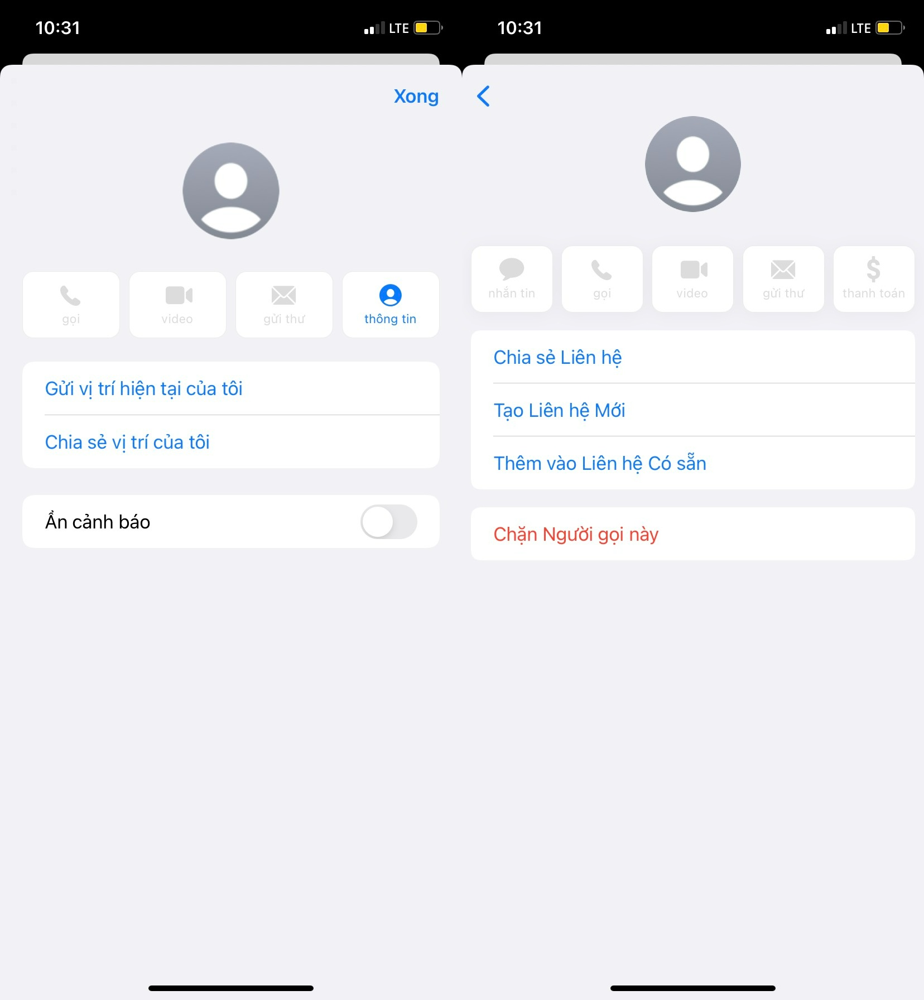 10:31
LTE
Xong
gọi
video
gửi thư
thông tin
Gửi vị trí hiện tại của tôi
Chia sẻ vị trí của tôi
Ẩn cảnh báo
10:31
LTE
nhắn tin
gọi
video
gửi thư
thanh toán
Chia sẻ Liên hệ
Tạo Liên hệ Mới
Thêm vào Liên hệ Có sẵn
Chặn Người gọi này